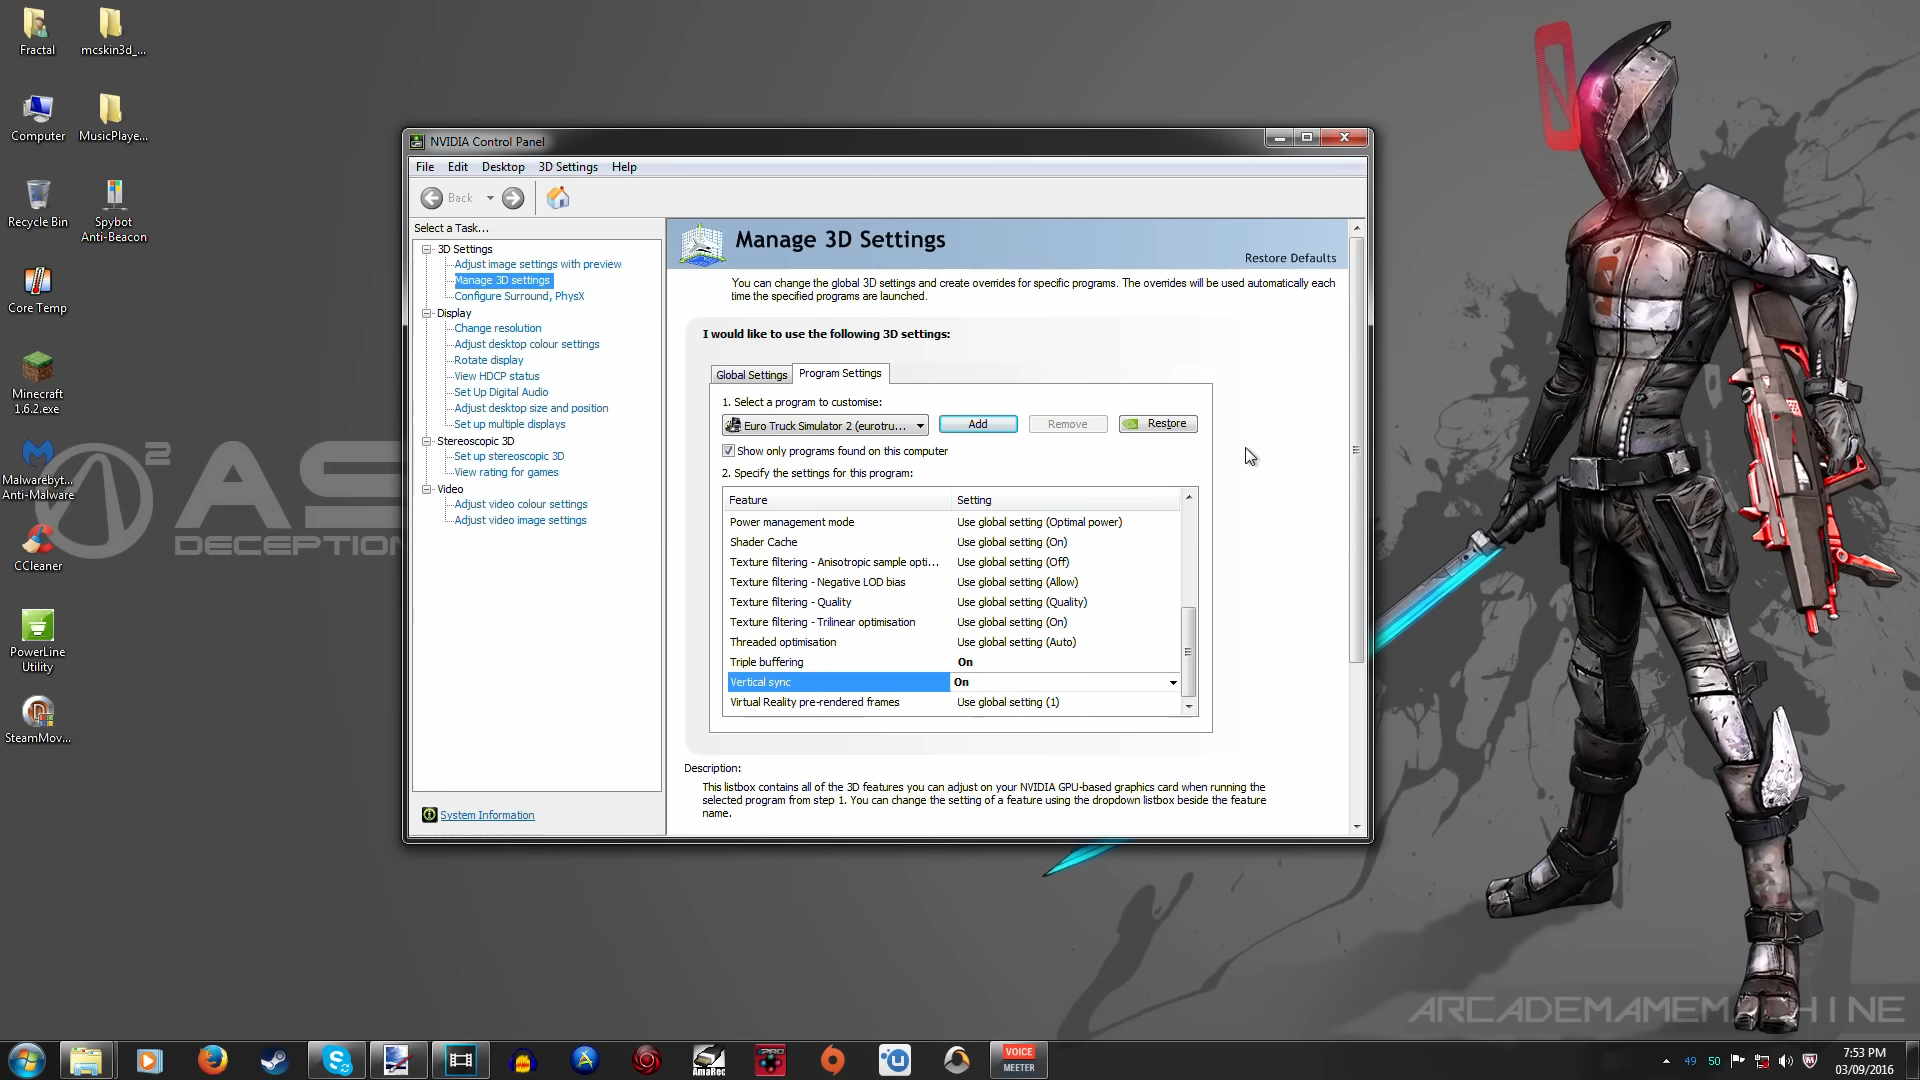 Fractal
mcskin3d_...
Computer
MusicPlaye...
Recycle Bin
Spybot
Anti-Beacon
Core Temp
Minecraft
1.6.2.exe
Malwarebyt...
Anti-Malware
CCleaner
PowerLine
Utility
SteamMov...
2
AS
DECEPTION
NVIDIA Control Panel
File Edit Desktop 3D Settings Help
Back
Select a Task...
3D Settings
Adjust image settings with preview
Manage 3D settings
Configure Surround, PhysX
Display
Change resolution
Adjust desktop colour settings
Rotate display
View HDCP status
Set Up Digital Audio
Adjust desktop size and position
Set up multiple displays
Stereoscopic 3D
Set up stereoscopic 3D
View rating for games
Video
Adjust video colour settings
Adjust video image settings
System Information
Manage 3D Settings
Restore Defaults
You can change the global 3D settings and create overrides for specific programs. The overrides will be used automatically each
time the specified programs are launched.
I would like to use the following 3D settings:
Global Settings Program Settings
1. Select a program to customise:
Euro Truck Simulator 2 (eurotru... Add Remove Restore
Show only programs found on this computer
2. Specify the settings for this program:
Feature Setting
Power management mode Use global setting (Optimal power)
Shader Cache Use global setting (On)
Texture filtering - Anisotropic sample opti... Use global setting (Off)
Texture filtering - Negative LOD bias Use global setting (Allow)
Texture filtering - Quality Use global setting (Quality)
Texture filtering - Trilinear optimisation Use global setting (On)
Threaded optimisation Use global setting (Auto)
Triple buffering On
Vertical sync On
Virtual Reality pre-rendered frames Use global setting (1)
Description:
This listbox contains all of the 3D features you can adjust on your NVIDIA GPU-based graphics card when running the
selected program from step 1. You can change the setting of a feature using the dropdown listbox beside the feature
name.
ARCADEMAMEMACHINE
AmaRec
PRO
VOICE
MEETER
49 50
7:53 PM
03/09/2016